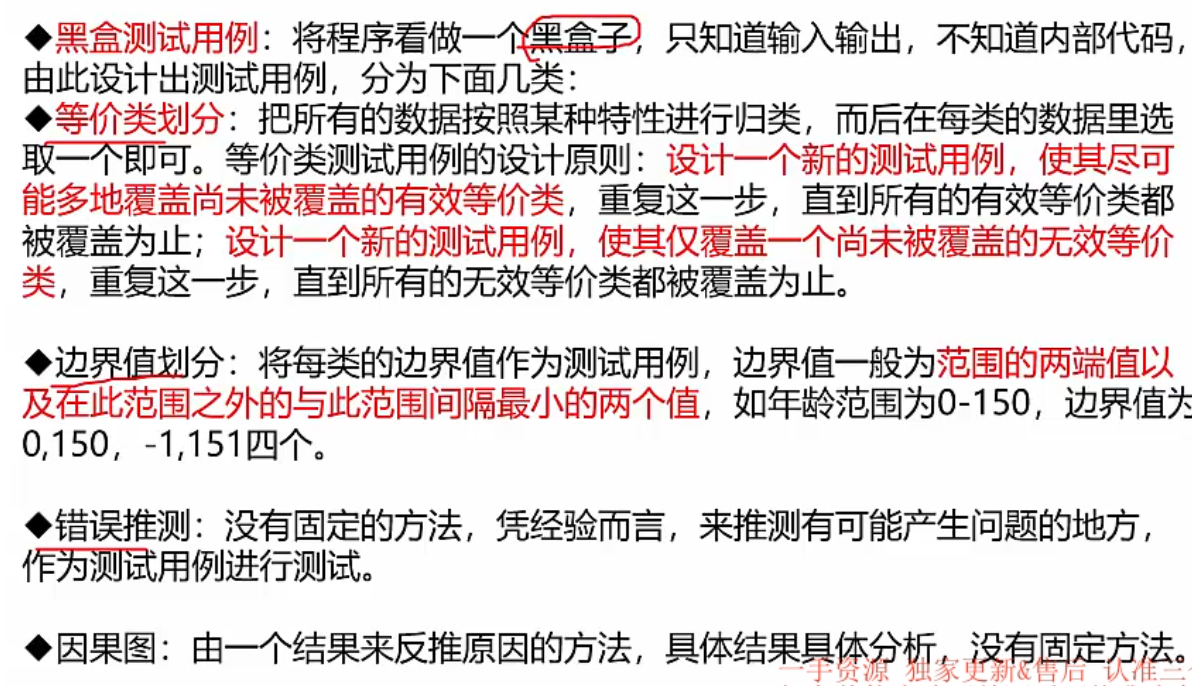 ◆黑盒测试用例：将程序看做一个黑盒子，只知道输入输出，不知道内部代码，
由此设计出测试用例，分为下面几类：
◆等价类划分：把所有的数据按照某种特性进行归类，而后在每类的数据里选
取一个即可。等价类测试用例的设计原则：设计一个新的测试用例，使其尽可
能多地覆盖尚未被覆盖的有效等价类，重复这一步，直到所有的有效等价类都
被覆盖为止；设计一个新的测试用例，使其仅覆盖一个尚未被覆盖的无效等价
类，重复这一步，直到所有的无效等价类都被覆盖为止。
◆边界值划分：将每类的边界值作为测试用例，边界值一般为范围的两端值以
及在此范围之外的与此范围间隔最小的两个值，如年龄范围为0-150，边界值为
0,150，-1,151四个。
◆错误推测：没有固定的方法，凭经验而言，来推测有可能产生问题的地方，
作为测试用例进行测试。
◆因果图：由一个结果来反推原因的方法，具体结果具体分析，没有固定方法。
一手资源 独家更新&售后 认准三